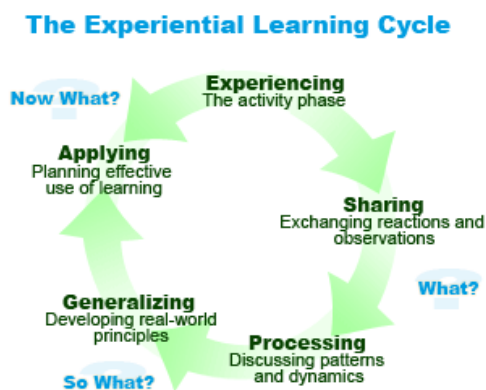 The Experiential Learning Cycle
Experiencing
The activity phase
Now What?
Applying
Planning effective
use of learning
Sharing
Exchanging reactions and
observations
What?
Generalizing
Developing real-world
principles
Processing
Discussing patterns
and dynamics
So What?